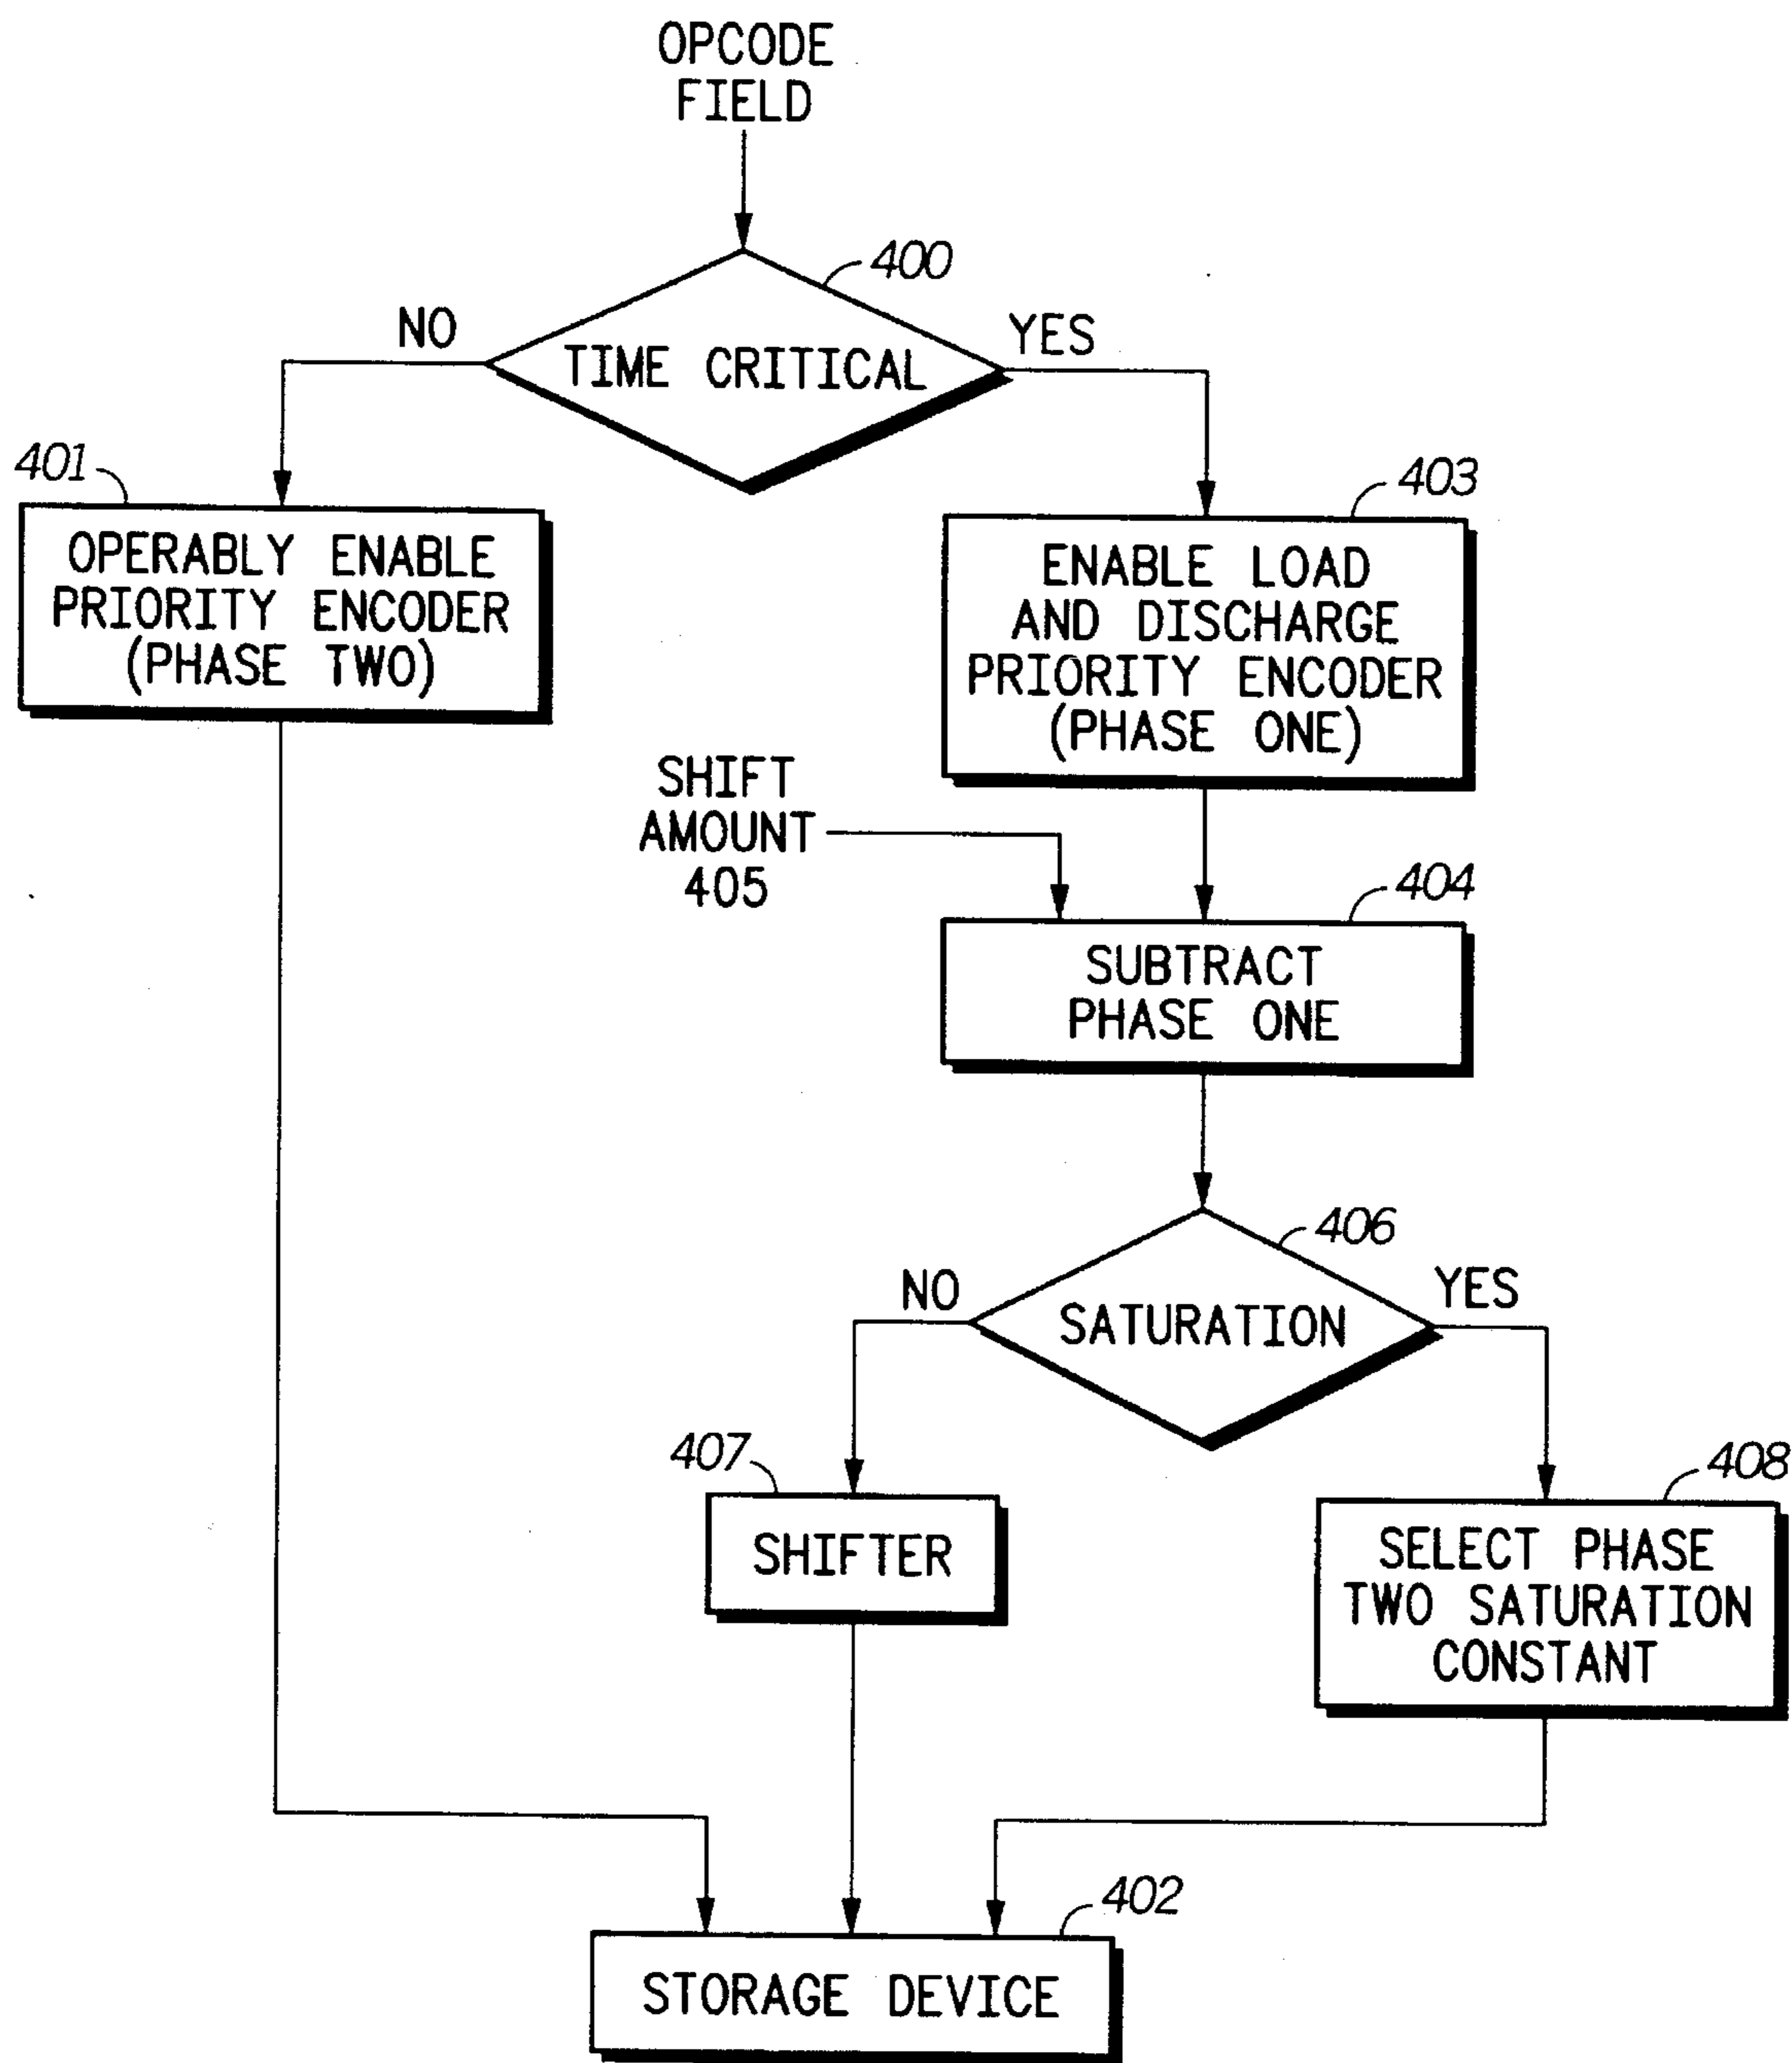 OPCODE
FIELD
400
NO
YES
TIME CRITICAL
401
403
OPERABLY ENABLE
PRIORITY ENCODER
(PHASE TWO)
ENABLE LOAD
AND DISCHARGE
PRIORITY ENCODER
(PHASE ONE)
SHIFT
AMOUNT
405
404
SUBTRACT
PHASE ONE
406
NO
YES
SATURATION
407
408
SHIFTER
SELECT PHASE
TWO SATURATION
CONSTANT
402
STORAGE DEVICE